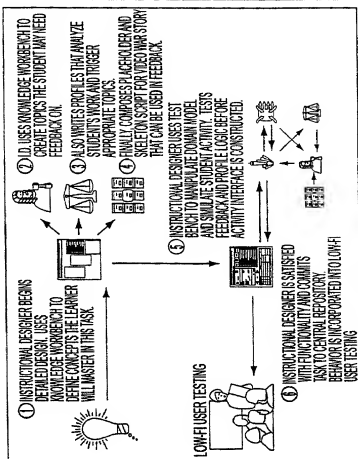 ① INSTRUCTIONAL DESIGNER BEGINS
DETAILED DESIGN. USES
KNOWLEDGE WORKBENCH TO
DEFINE CONCEPTS THE LEARNER
WILL MASTER IN THIS TASK.
② I.D. USES KNOWLEDGE WORKBENCH TO
CREATE TOPICS THE STUDENT MAY NEED
FEEDBACK ON.
③ ALSO WRITES PROFILES THAT ANALYZE
STUDENT'S WORK AND TRIGGER
APPROPRIATE TOPICS.
④ FINALLY, COMPOSES PLACEHOLDER AND
SKELETON SCRIPT FOR VIDEO WAR STORY
THAT CAN BE USED IN FEEDBACK.
⑤ INSTRUCTIONAL DESIGNER USES TEST
BENCH TO MANIPULATE DOMAIN MODEL
AND SIMULATE STUDENT ACTIVITY. TESTS
FEEDBACK AND PROFILE LOGIC BEFORE
ACTIVITY INTERFACE IS CONSTRUCTED.
LOW-FI USER TESTING
⑥ INSTRUCTIONAL DESIGNER IS SATISFIED
WITH FUNCTIONALITY AND COMMITS
TASK TO CENTRAL REPOSITORY.
BEHAVIOR IS INCORPORATED INTO LOW-FI
USER TESTING